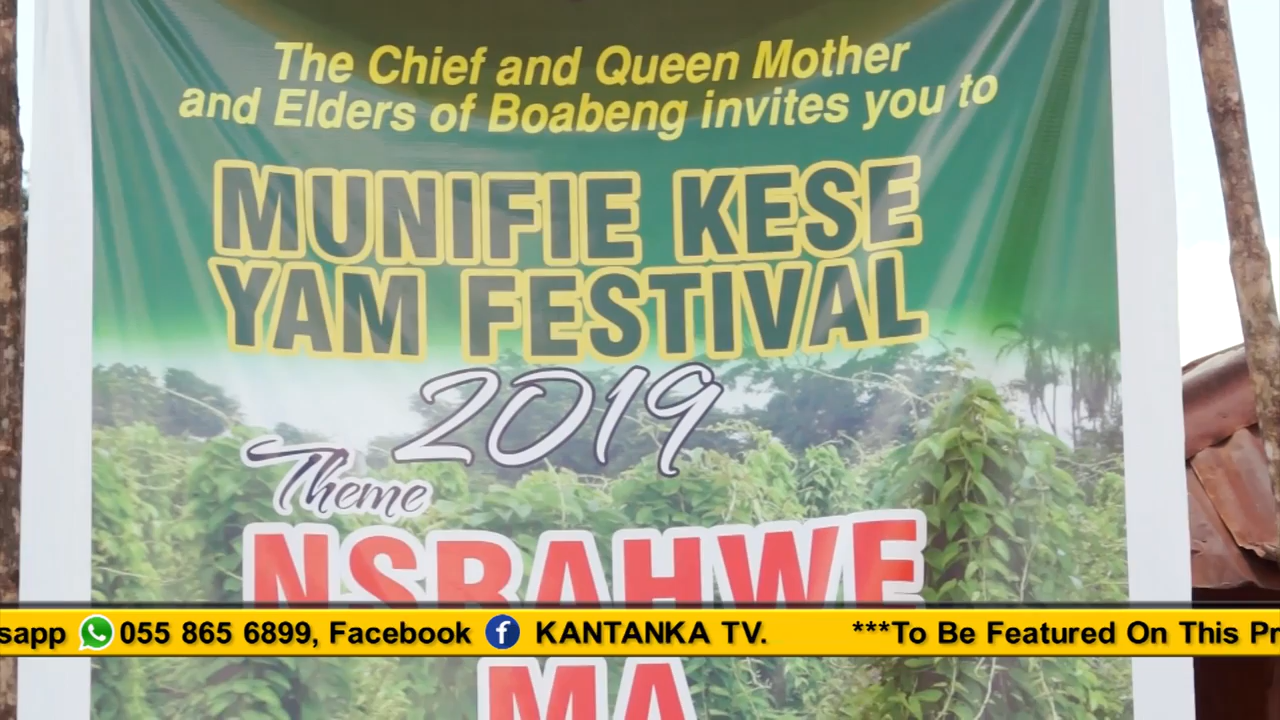 The Chief and Queen Mother
and Elders of Boabeng invites you to
MUNIFIE KESE
YAM FESTIVAL
2019
Theme
NSRAHWE
sapp 055 865 6899, Facebook KANTANKA TV. ***To Be Featured On This Pr
MA